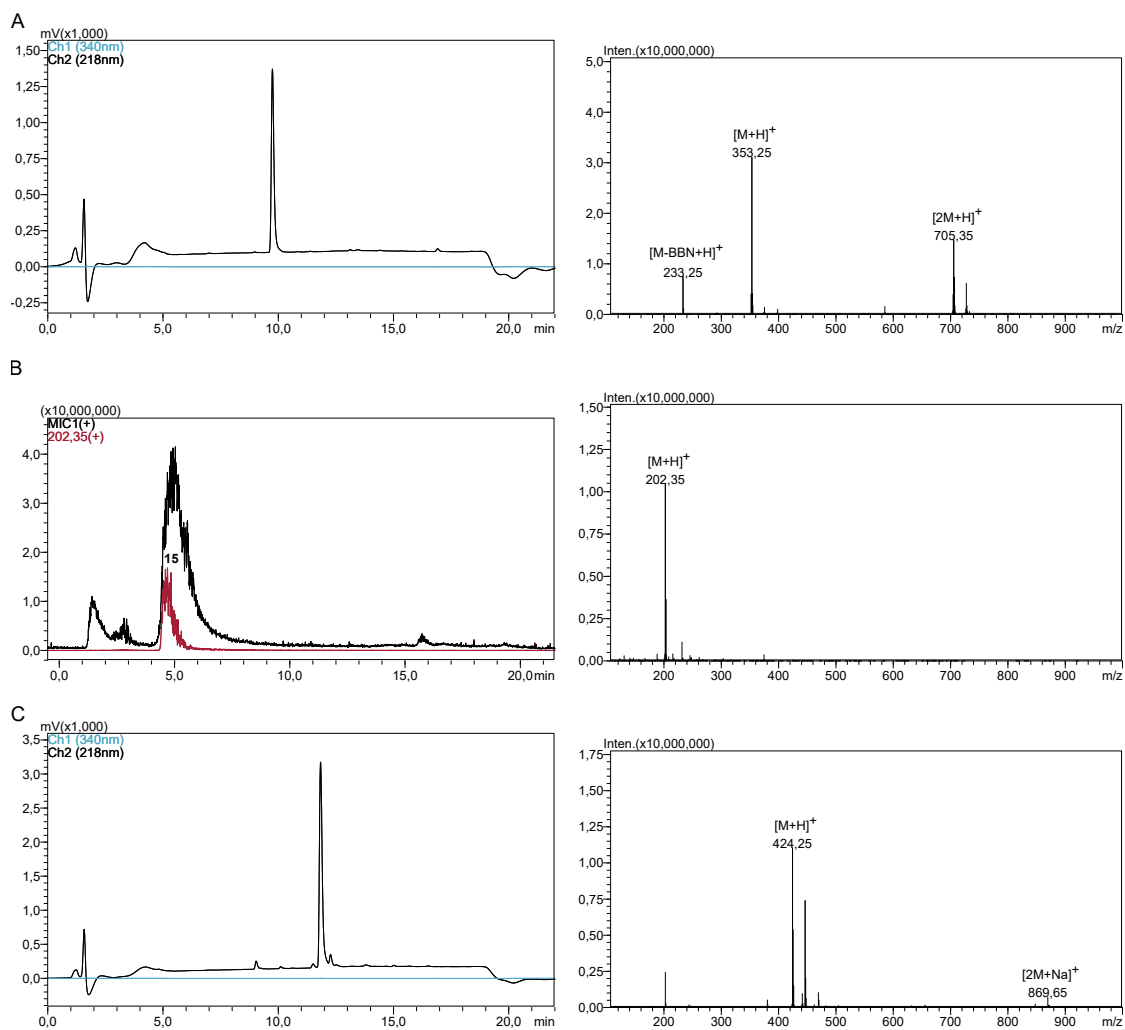 A
mV(x1,000)
Ch1 (340nm)
Ch2 (218nm)
1,50
1,25
1,00
0,75
0,50
0,25
0,00
-0,25
0,0 5,0 10,0 15,0 20,0 min
Inten.(x10,000,000)
5,0
4,0
3,0
2,0
1,0
0,0
[M-BBN+H]+
233,25
[M+H]+
353,25
[2M+H]+
705,35
200 300 400 500 600 700 800 900 m/z
B
(x10,000,000)
MIC1(+)
202,35(+)
4,0
3,0
2,0
1,0
0,0
15
0,0 5,0 10,0 15,0 20,0 min
Inten.(x10,000,000)
1,50
1,25
1,00
0,75
0,50
0,25
0,00
[M+H]+
202,35
200 300 400 500 600 700 800 900 m/z
C
mV(x1,000)
Ch1 (340nm)
Ch2 (218nm)
3,5
3,0
2,5
2,0
1,5
1,0
0,5
0,0
0,0 5,0 10,0 15,0 20,0 min
Inten.(x10,000,000)
1,75
1,50
1,25
1,00
0,75
0,50
0,25
0,00
[M+H]+
424,25
[2M+Na]+
869,65
200 300 400 500 600 700 800 900 m/z